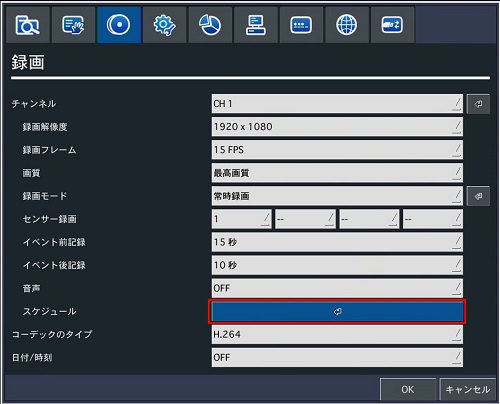 録画
チャンネル CH 1
録画解像度 1920 x 1080
録画フレーム 15 FPS
画質 最高画質
録画モード 常時録画
センサー録画 1 -- -- --
イベント前記録 15 秒
イベント後記録 10 秒
音声 OFF
スケジュール
コーデックのタイプ H.264
日付/時刻 OFF
OK キャンセル